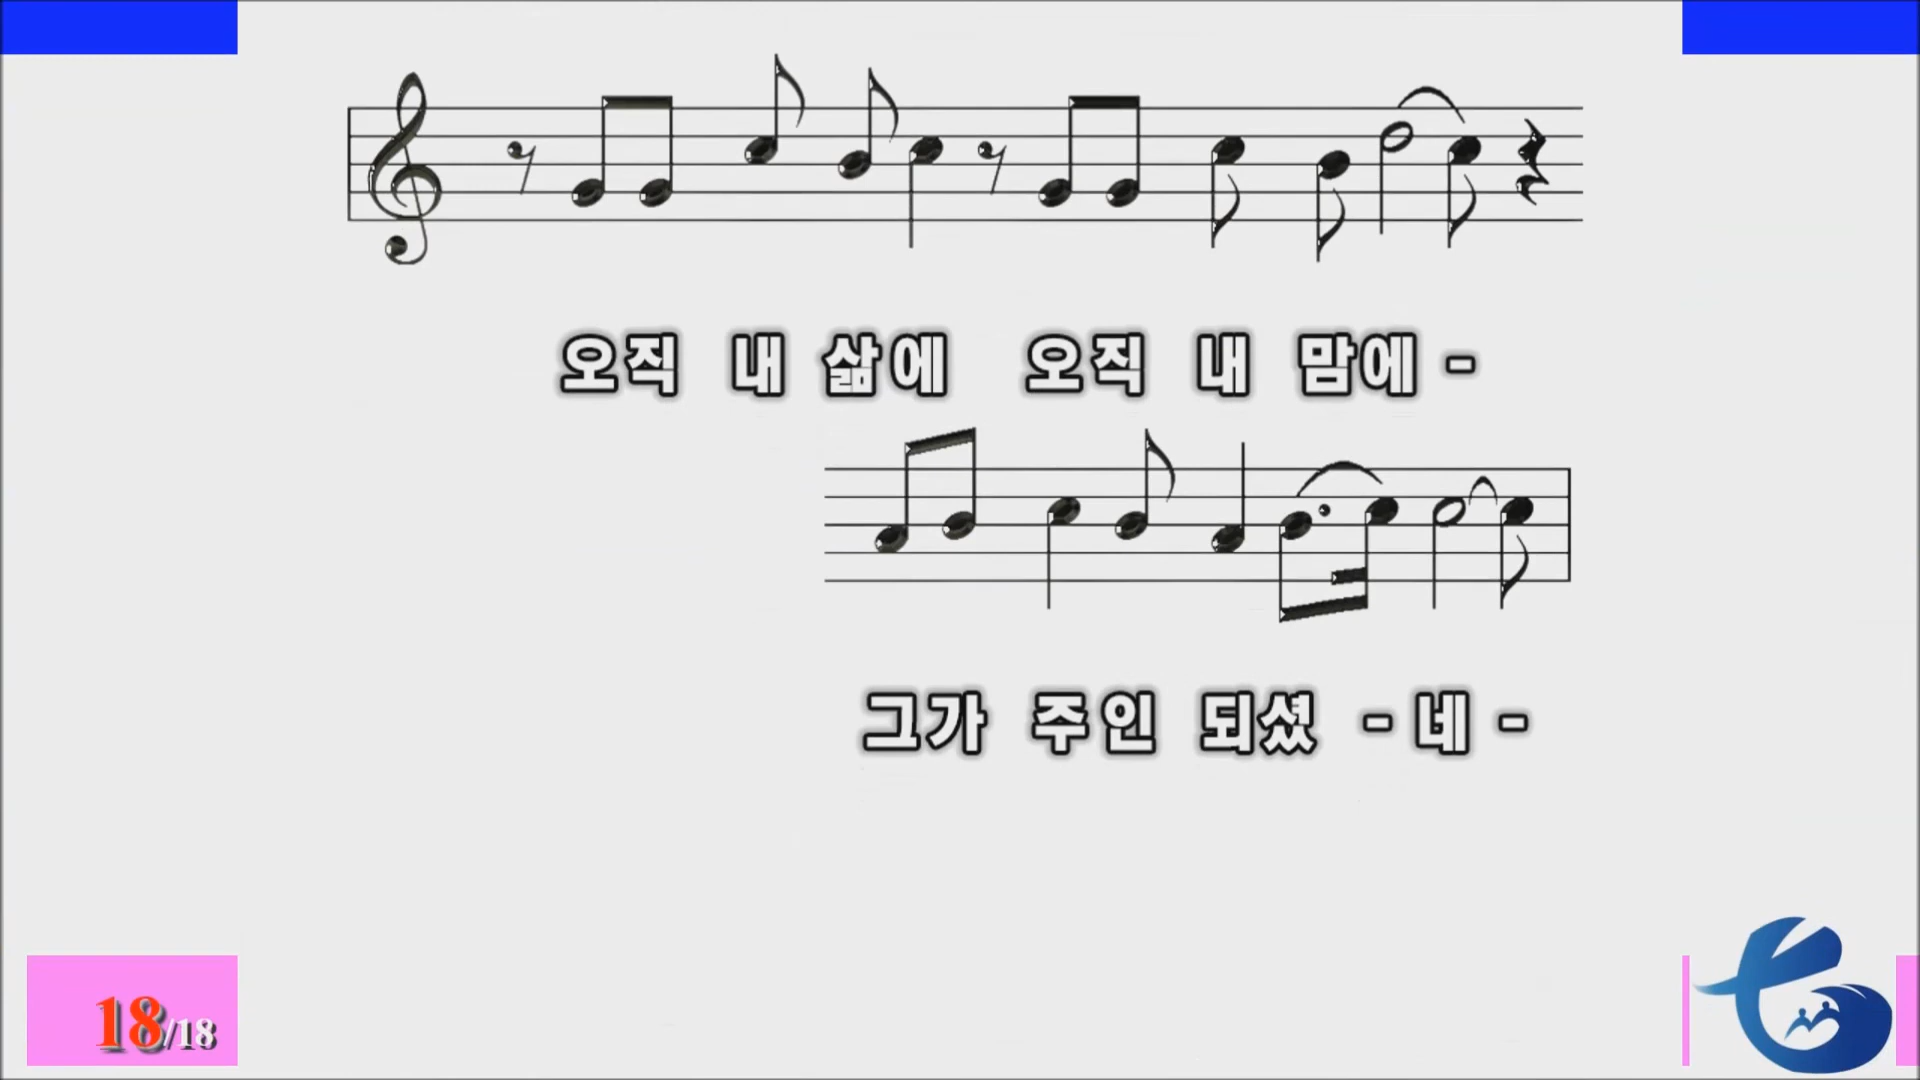 오직 내 삶에 오직 내 맘에 -
그가 주인 되셨 - 네 -
18/18